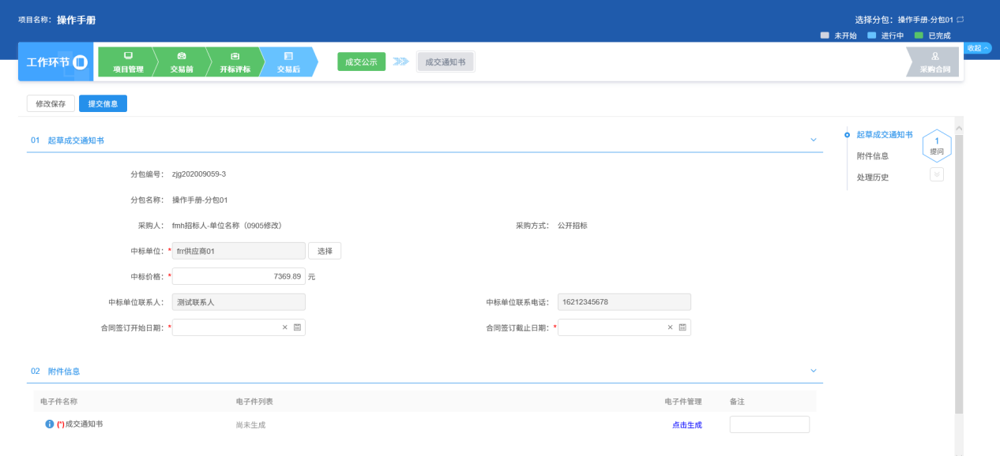 项目名称： 操作手册
选择分包： 操作手册-分包01
未开始 进行中 已完成
收起
工作环节
项目管理 交易前 开标评标 交易后
成交公示 成交通知书
采购合同
修改保存 提交信息
01 起草成交通知书
分包编号： zjg202009059-3
分包名称： 操作手册-分包01
采购人： fmh招标人-单位名称（0905修改） 采购方式： 公开招标
中标单位：* frr供应商01 选择
中标价格：* 7369.89 元
中标单位联系人： 测试联系人 中标单位联系电话： 16212345678
合同签订开始日期：* 合同签订截止日期：*
02 附件信息
电子件名称 电子件列表 电子件管理 备注
(*)成交通知书 尚未生成 点击生成
起草成交通知书
附件信息
处理历史
1
提问